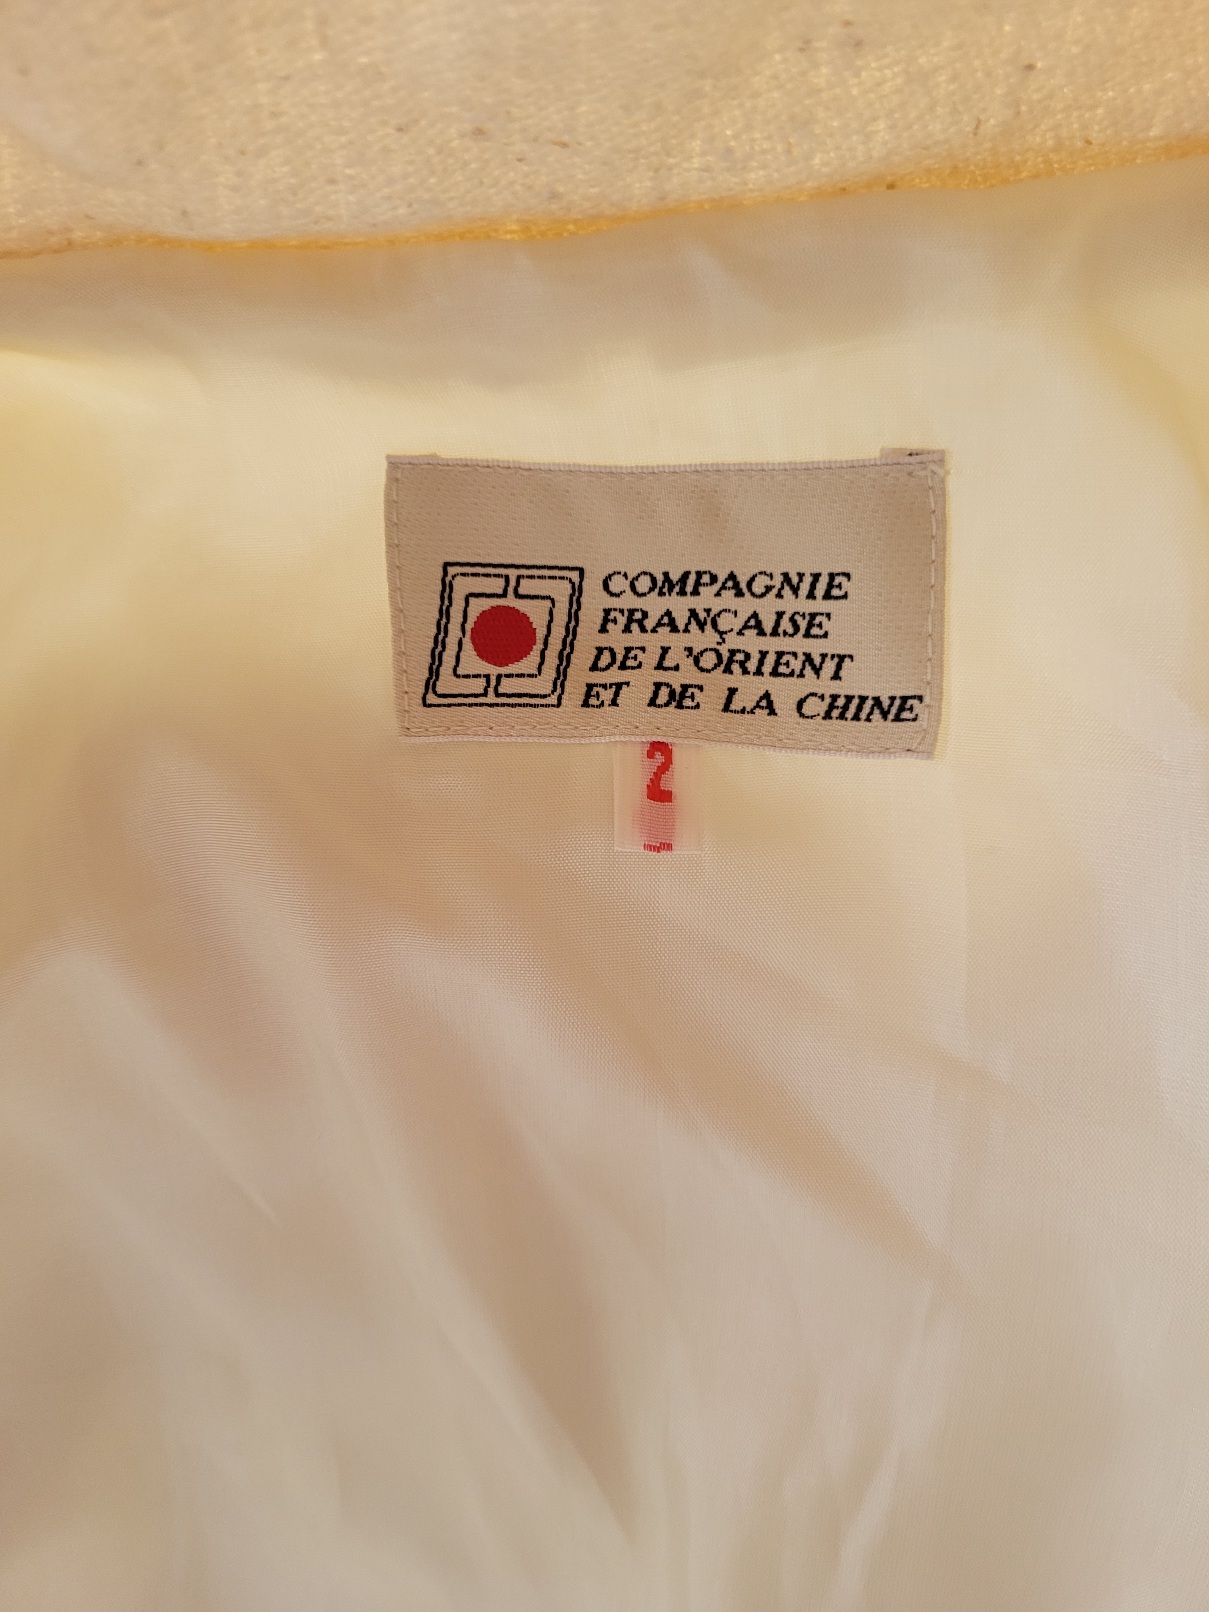 COMPAGNIE
FRANÇAISE
DE L'ORIENT
ET DE LA CHINE
2